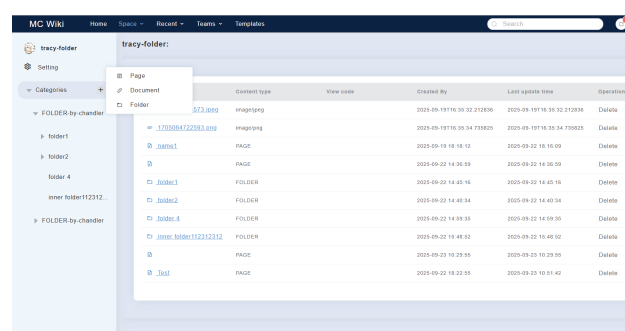 MC Wiki Home Space Recent Teams Templates Search
tracy-folder
tracy-folder:
Setting
Page
Categories +
Document
Content type View code Created By Last update time Operation
Folder
FOLDER-by-chandler
573.jpeg image/jpeg 2025-09-19T16:35:32.212836 2025-09-19T16:35:32.212836 Delete
1705084722593.png image/png 2025-09-19T16:35:34.735825 2025-09-19T16:35:34.735825 Delete
folder1
name1 PAGE 2025-09-19 18:18:12 2025-09-22 18:16:09 Delete
folder2
PAGE 2025-09-22 14:36:59 2025-09-22 14:36:59 Delete
folder 4
folder1 FOLDER 2025-09-22 14:45:16 2025-09-22 14:45:16 Delete
inner folder112312...
folder2 FOLDER 2025-09-22 14:40:34 2025-09-22 14:40:34 Delete
FOLDER-by-chandler
folder 4 FOLDER 2025-09-22 14:59:35 2025-09-22 14:59:35 Delete
inner folder112312312 FOLDER 2025-09-22 15:48:52 2025-09-22 15:48:52 Delete
PAGE 2025-09-23 10:29:55 2025-09-23 10:29:55 Delete
Test PAGE 2025-09-22 18:22:55 2025-09-23 10:51:42 Delete